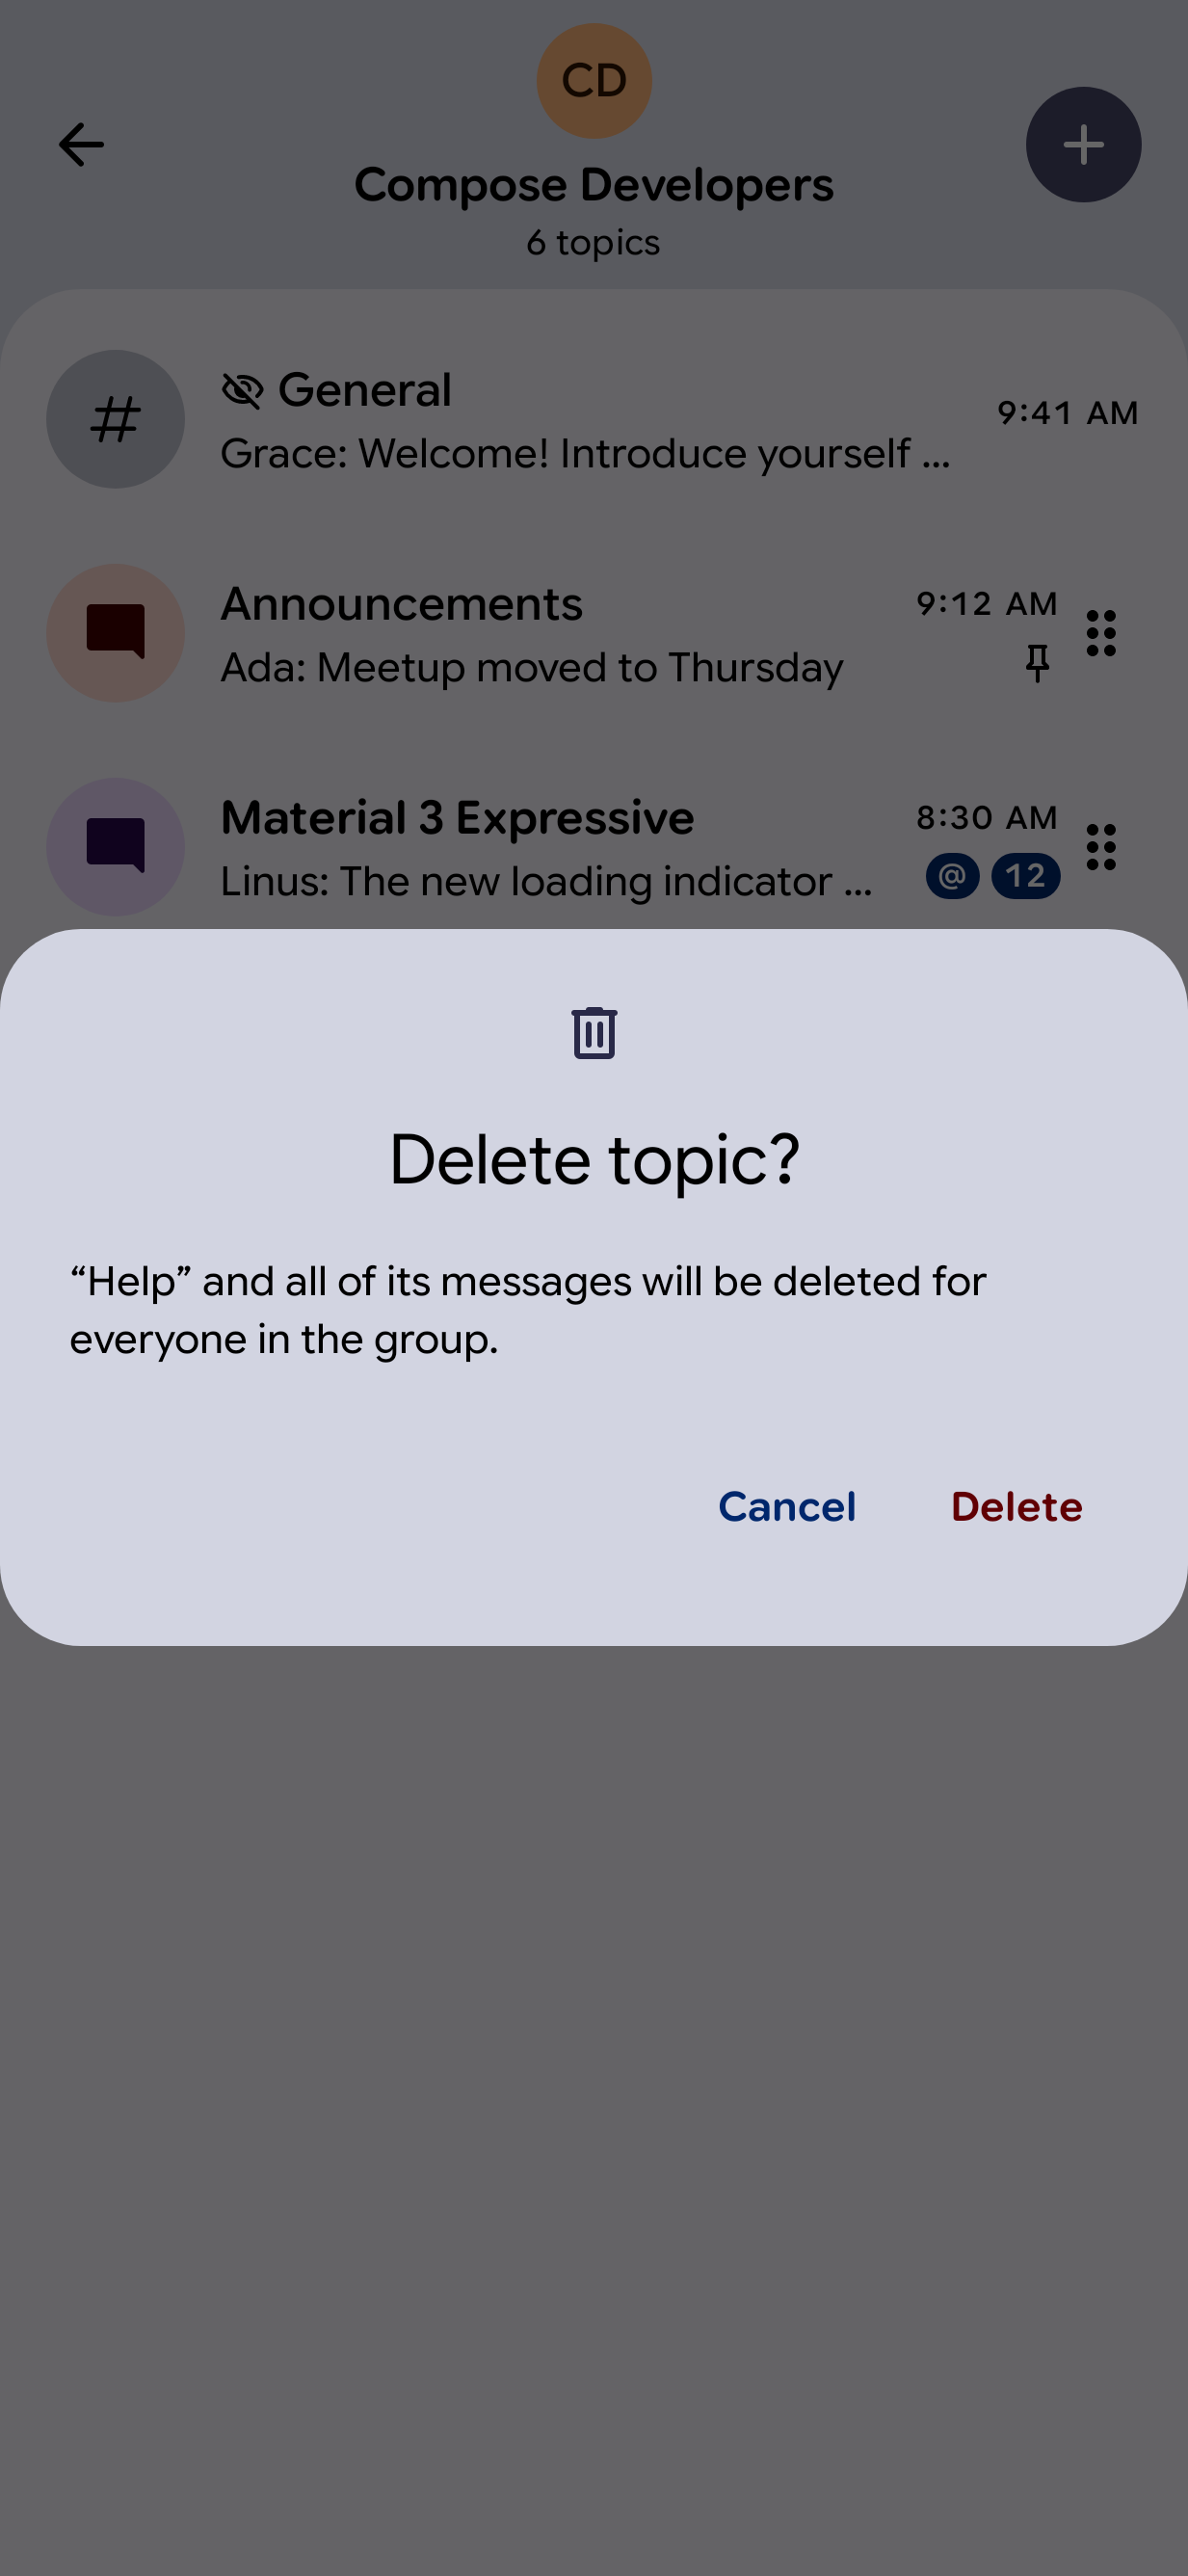 CD
Compose Developers
6 topics
General
9:41 AM
Grace: Welcome! Introduce yourself ...
Announcements
9:12 AM
Ada: Meetup moved to Thursday
Material 3 Expressive
8:30 AM
Linus: The new loading indicator ...
@ 12
Delete topic?
“Help” and all of its messages will be deleted for
everyone in the group.
Cancel Delete